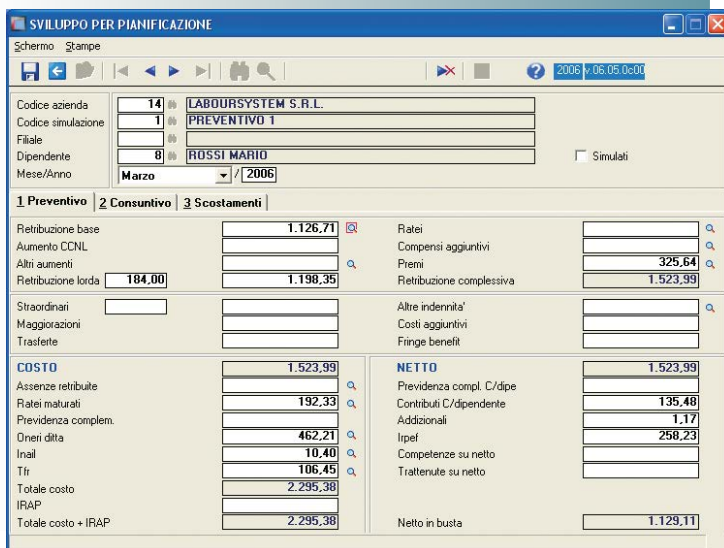 SVILUPPO PER PIANIFICAZIONE
Schermo Stampe
2006 v.06.05.0c00
Codice azienda 14 LABOURSYSTEM S.R.L.
Codice simulazione 1 PREVENTIVO 1
Filiale
Dipendente 8 ROSSI MARIO Simulati
Mese/Anno Marzo / 2006
1 Preventivo 2 Consuntivo 3 Scostamenti
Retribuzione base 1.126,71 Ratei
Aumento CCNL Compensi aggiuntivi
Altri aumenti Premi 325,64
Retribuzione lorda 184,00 1.198,35 Retribuzione complessiva 1.523,99
Straordinari Altre indennita'
Maggiorazioni Costi aggiuntivi
Trasferte Fringe benefit
COSTO 1.523,99 NETTO 1.523,99
Assenze retribuite Previdenza compl. C/dipe
Ratei maturati 192,33 Contributi C/dipendente 135,48
Previdenza complem. Addizionali 1,17
Oneri ditta 462,21 Irpef 258,23
Inail 10,40 Competenze su netto
Tfr 106,45 Trattenute su netto
Totale costo 2.295,38
IRAP
Totale costo + IRAP 2.295,38 Netto in busta 1.129,11